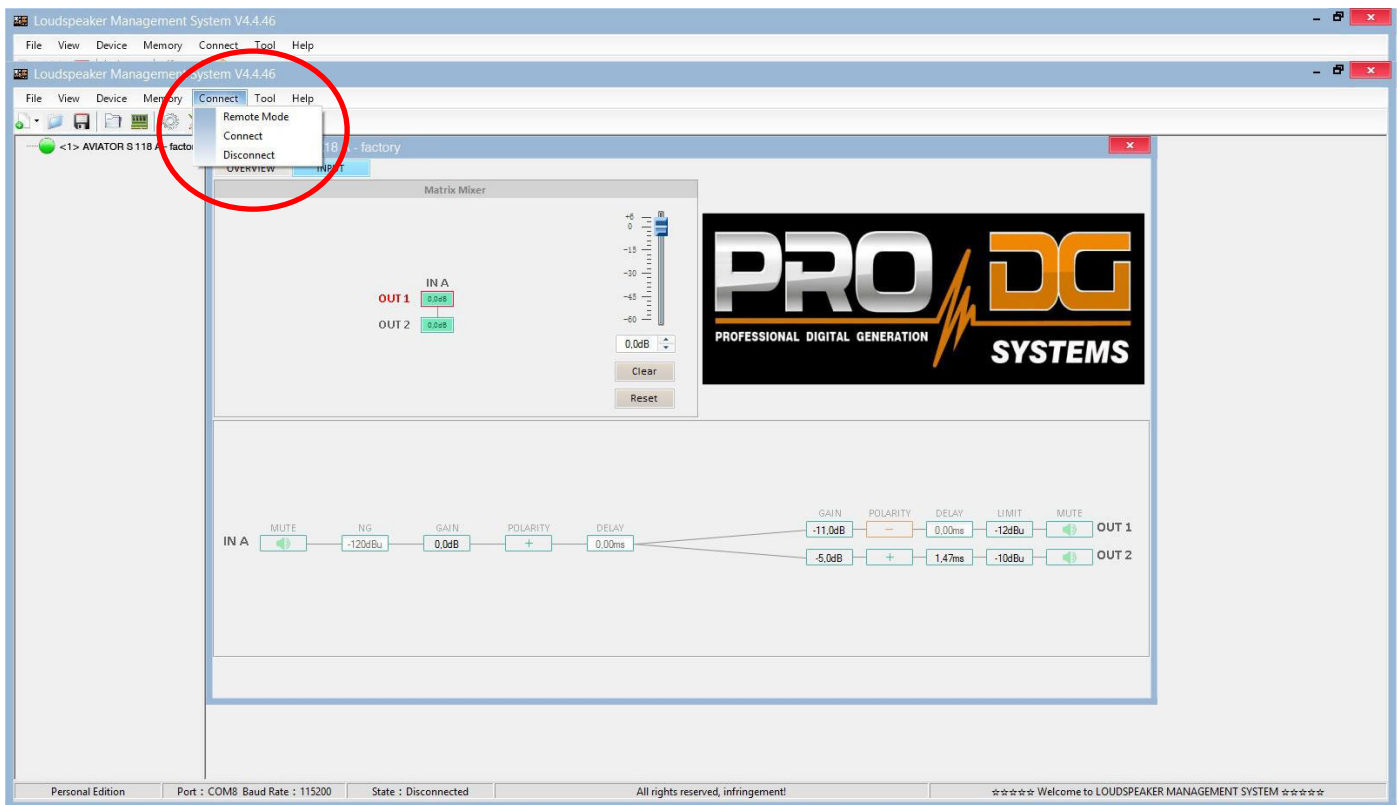 Loudspeaker Management System V4.4.46
File View Device Memory Connect Tool Help
Loudspeaker Management System V4.4.46
File View Device Memory Connect Tool Help
Remote Mode
Connect
Disconnect
<1> AVIATOR S 118 A - facto
18 A - factory
OVERVIEW INPUT
Matrix Mixer
+6
0
-15
-30
-45
-60
IN A
OUT 1 0,0dB
OUT 2 0,0dB
0,0dB
Clear
Reset
PRO DG
PROFESSIONAL DIGITAL GENERATION
SYSTEMS
GAIN POLARITY DELAY LIMIT MUTE
-11,0dB − 0,00ms -12dBu OUT 1
MUTE NG GAIN POLARITY DELAY
IN A -120dBu 0,0dB + 0,00ms
-5,0dB + 1,47ms -10dBu OUT 2
Personal Edition Port : COM8 Baud Rate : 115200 State : Disconnected All rights reserved, infringement! ☆☆☆☆☆ Welcome to LOUDSPEAKER MANAGEMENT SYSTEM ☆☆☆☆☆